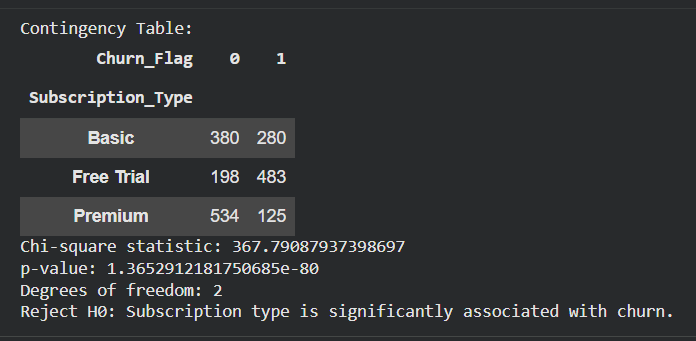 Contingency Table:
Churn_Flag 0 1
Subscription_Type
Basic 380 280
Free Trial 198 483
Premium 534 125
Chi-square statistic: 367.79087937398697
p-value: 1.3652912181750685e-80
Degrees of freedom: 2
Reject H0: Subscription type is significantly associated with churn.